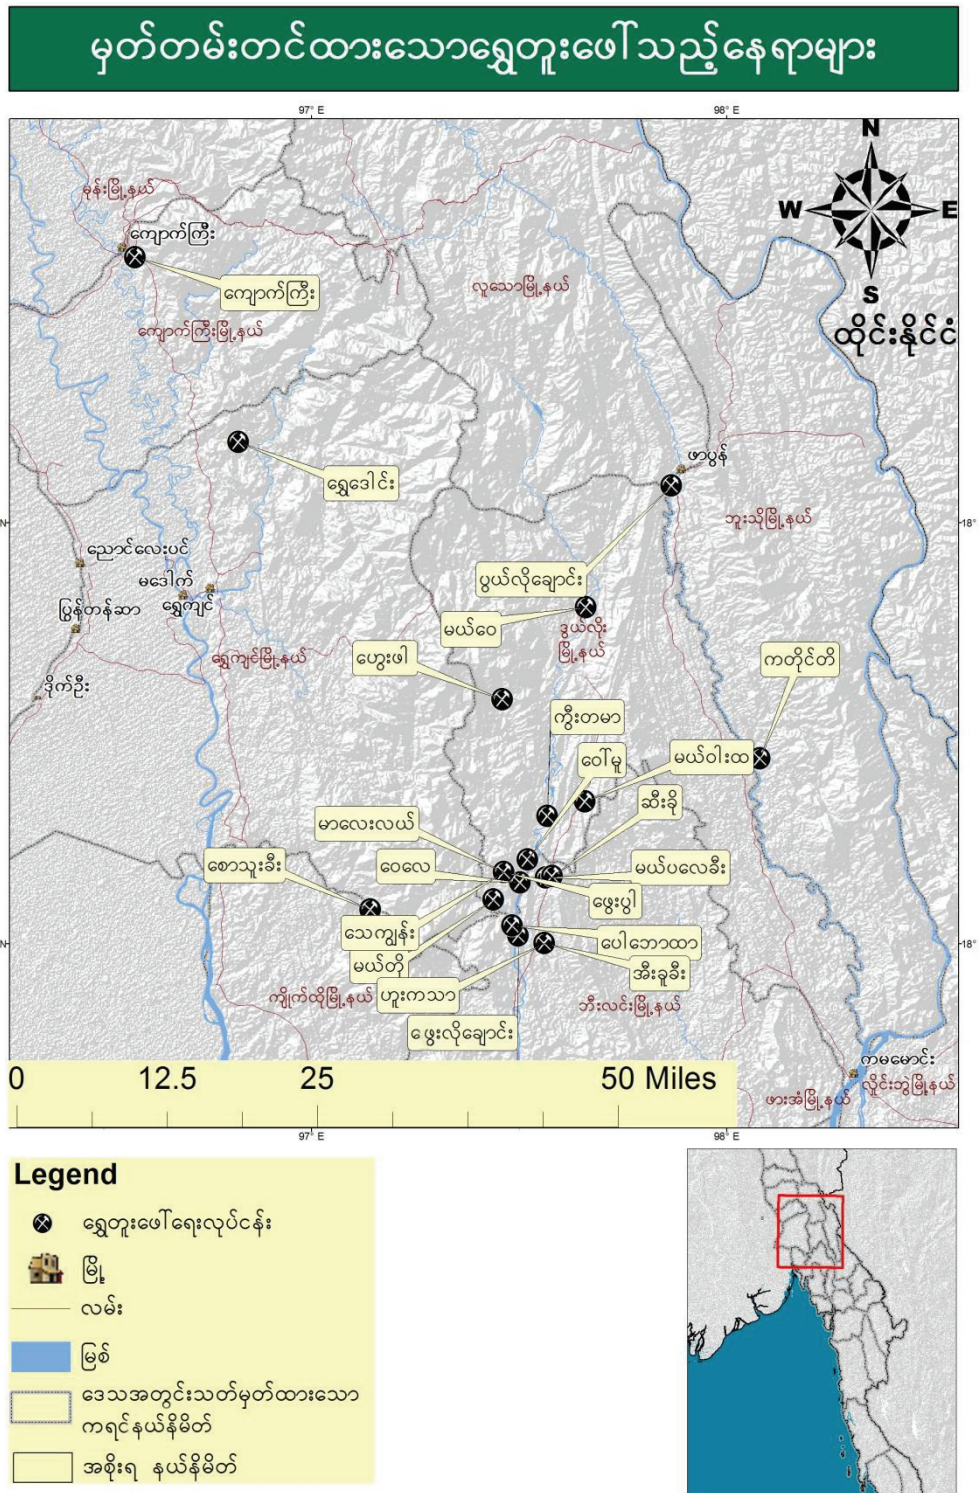 မှတ်တမ်းတင်ထားသောရွှေတူးဖေါ်သည့်နေရာများ
97° E
98° E
N
W
E
S
ထိုင်းနိုင်ငံ
မုန်းမြို့နယ်
ကျောက်ကြီး
ကျောက်ကြီး
ကျောက်ကြီးမြို့နယ်
လူသောမြို့နယ်
ရွှေဒေါင်း
ဖာပွန်
ဘူးသိုမြို့နယ်
N
18°
ညောင်လေးပင်
မဒေါက်
ရွှေကျင်
ပြွန်တန်ဆာ
ပွယ်လိုချောင်း
မယ်ဝေ
ဒွယ်လိုး
မြို့နယ်
ရွှေကျင်မြို့နယ်
ဟွေးဖါ
ကတိုင်တိ
ဒိုက်ဦး
ကွီးတမာ
ဝေါ်မူ
မယ်ဝါးထ
ဆီးခို
မာလေးလယ်
စောသူးခီး
ဝေလေ
မယ်ပလေခီး
ဖွေးပွါ
သေကျွန်း
ပေါဘောထာ
မယ်တို
အီးခူခီး
N
18°
ကျိုက်ထိုမြို့နယ်
ဟူးကသာ
ဘီးလင်းမြို့နယ်
ဖွေးလိုချောင်း
ကမမောင်း
လှိုင်းဘွဲမြို့နယ်
ဖားအံမြို့နယ်
0 12.5 25 50 Miles
97° E
98° E
Legend
ရွှေတူးဖေါ်ရေးလုပ်ငန်း
မြို့
လမ်း
မြစ်
ဒေသအတွင်းသတ်မှတ်ထားသော
ကရင်နယ်နိမိတ်
အစိုးရ နယ်နိမိတ်